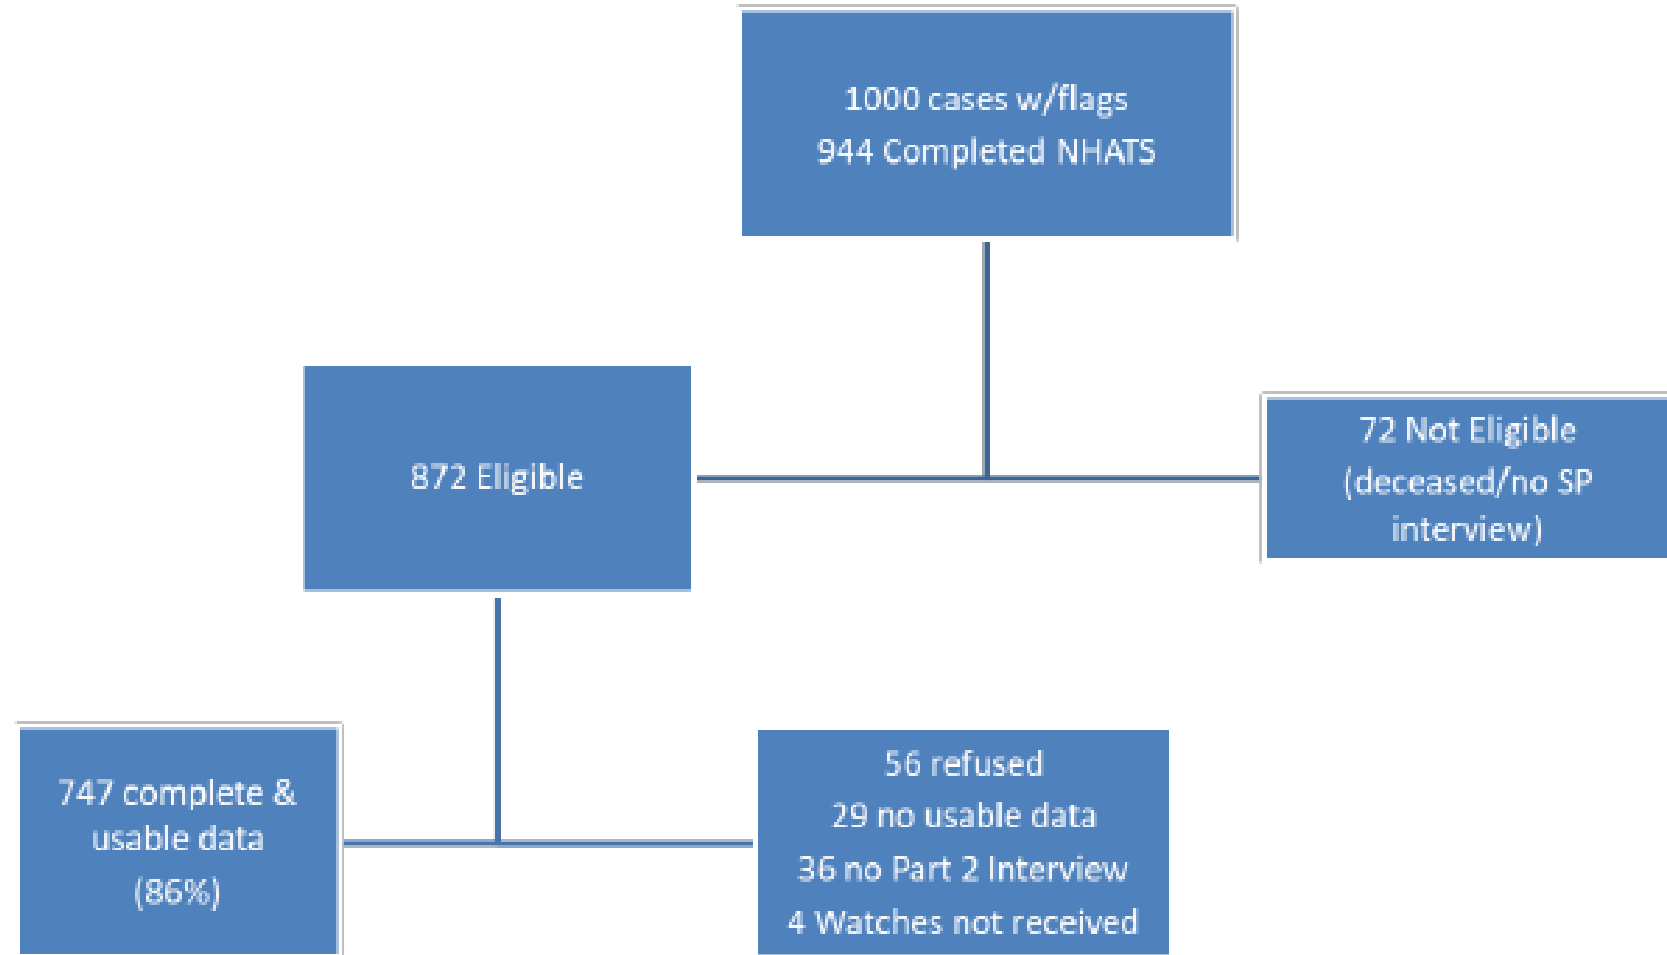 1000 cases w/flags
944 Completed NHATS
872 Eligible
72 Not Eligible
(deceased/no SP
interview)
747 complete &
usable data
(86%)
56 refused
29 no usable data
36 no Part 2 Interview
4 Watches not received